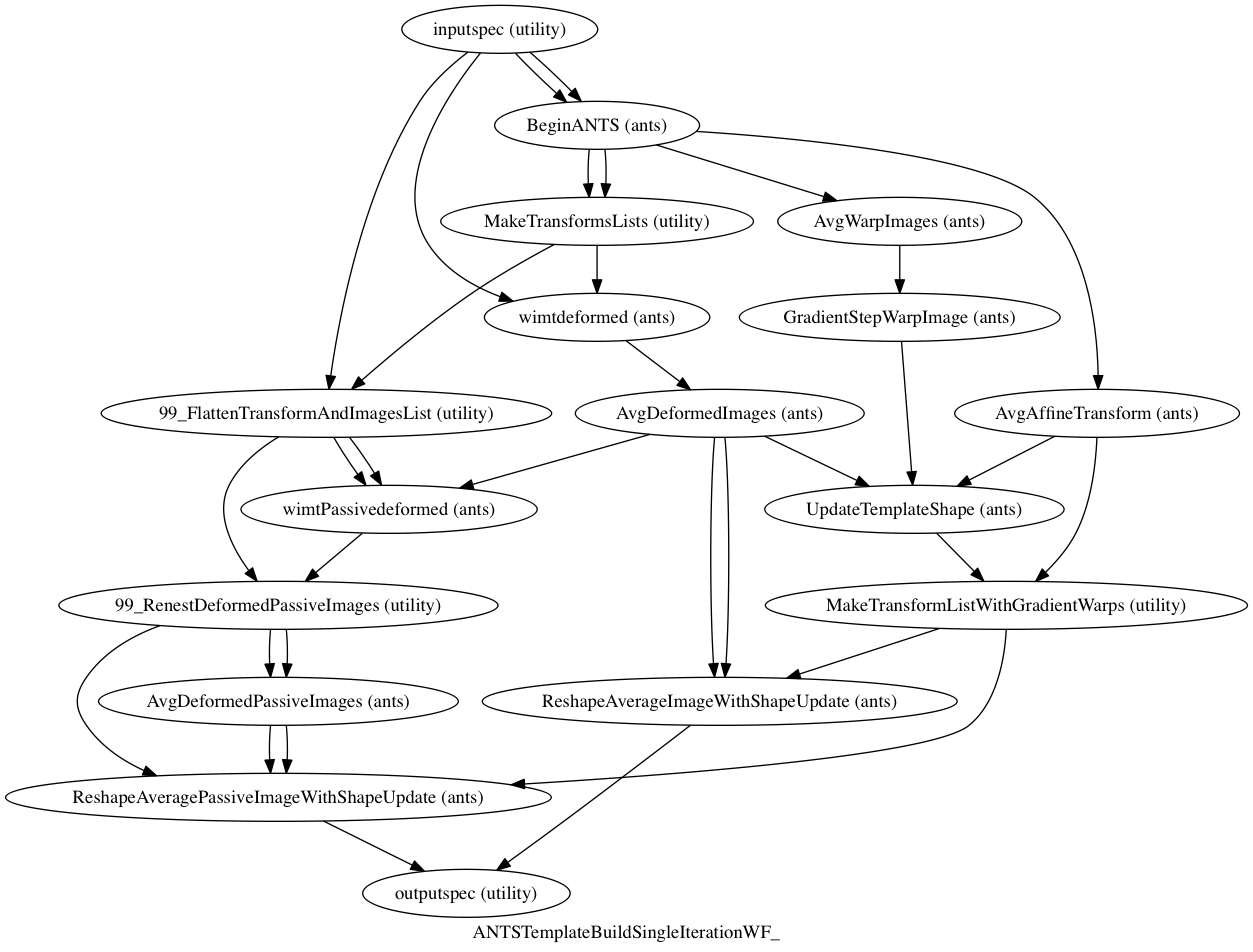 inputspec (utility)
BeginANTS (ants)
MakeTransformsLists (utility)
AvgWarpImages (ants)
wimtdeformed (ants)
GradientStepWarpImage (ants)
99_FlattenTransformAndImagesList (utility)
AvgDeformedImages (ants)
AvgAffineTransform (ants)
wimtPassivedeformed (ants)
UpdateTemplateShape (ants)
99_RenestDeformedPassiveImages (utility)
MakeTransformListWithGradientWarps (utility)
AvgDeformedPassiveImages (ants)
ReshapeAverageImageWithShapeUpdate (ants)
ReshapeAveragePassiveImageWithShapeUpdate (ants)
outputspec (utility)
ANTSTemplateBuildSingleIterationWF_